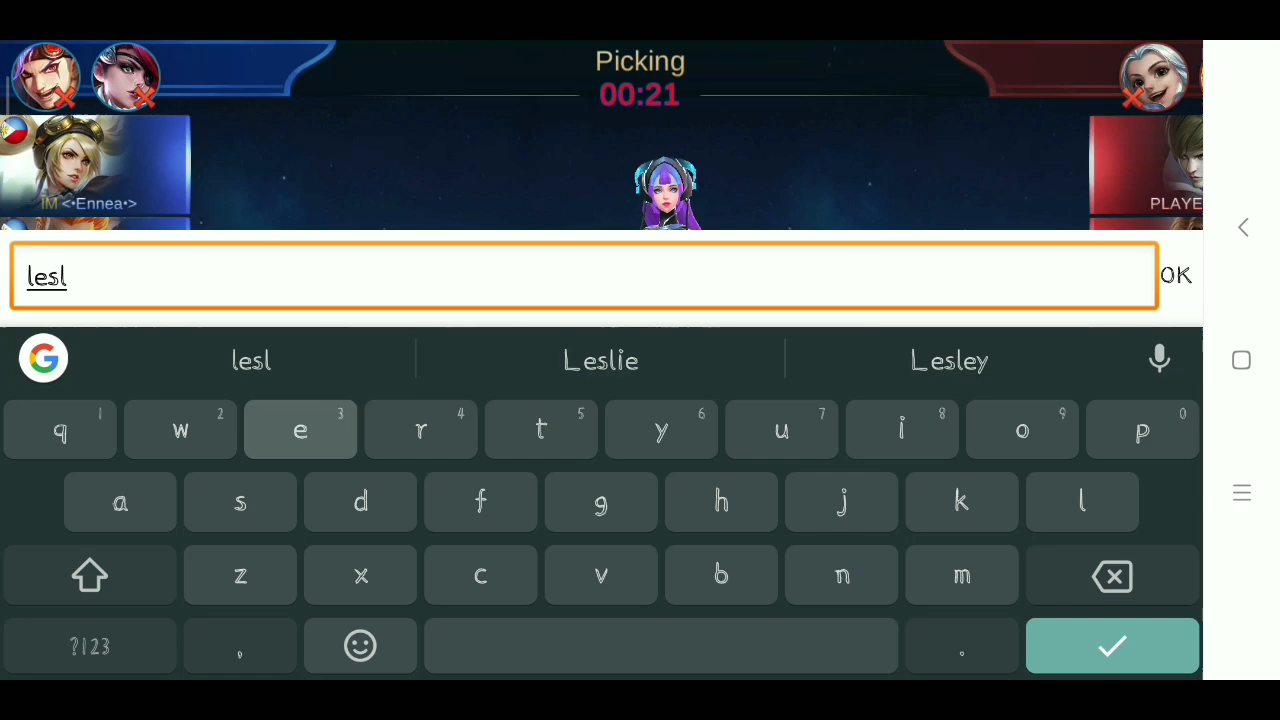 Picking
00:21
IM <•Ennea•>
PLAYE
lesl
OK
G
lesl Leslie Lesley
q 1 w 2 e 3 r 4 t 5 y 6 u 7 i 8 o 9 p 0
a s d f g h j k l
z x c v b n m
?123 , .